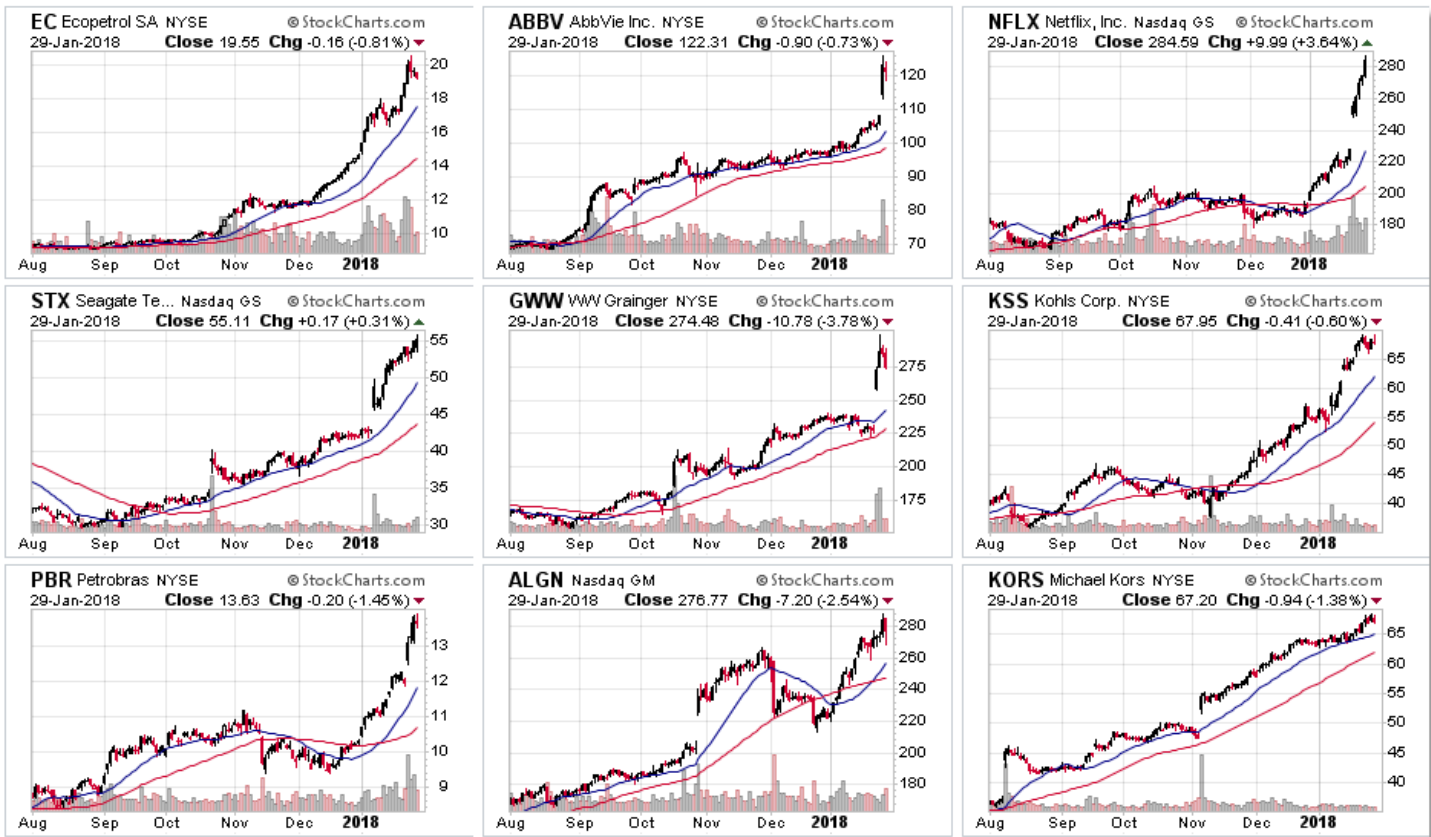 EC Ecopetrol SA NYSE © StockCharts.com
29-Jan-2018 Close 19.55 Chg -0.16 (-0.81%)
20
18
16
14
12
10
Aug Sep Oct Nov Dec 2018
ABBV AbbVie Inc. NYSE © StockCharts.com
29-Jan-2018 Close 122.31 Chg -0.90 (-0.73%)
120
110
100
90
80
70
Aug Sep Oct Nov Dec 2018
NFLX Netflix, Inc. Nasdaq GS © StockCharts.com
29-Jan-2018 Close 284.59 Chg +9.99 (+3.64%)
280
260
240
220
200
180
Aug Sep Oct Nov Dec 2018
STX Seagate Te... Nasdaq GS © StockCharts.com
29-Jan-2018 Close 55.11 Chg +0.17 (+0.31%)
55
50
45
40
35
30
Aug Sep Oct Nov Dec 2018
GWW WW Grainger NYSE © StockCharts.com
29-Jan-2018 Close 274.48 Chg -10.78 (-3.78%)
275
250
225
200
175
Aug Sep Oct Nov Dec 2018
KSS Kohls Corp. NYSE © StockCharts.com
29-Jan-2018 Close 67.95 Chg -0.41 (-0.60%)
65
60
55
50
45
40
Aug Sep Oct Nov Dec 2018
PBR Petrobras NYSE © StockCharts.com
29-Jan-2018 Close 13.63 Chg -0.20 (-1.45%)
13
12
11
10
9
Aug Sep Oct Nov Dec 2018
ALGN Nasdaq GM © StockCharts.com
29-Jan-2018 Close 276.77 Chg -7.20 (-2.54%)
280
260
240
220
200
180
Aug Sep Oct Nov Dec 2018
KORS Michael Kors NYSE © StockCharts.com
29-Jan-2018 Close 67.20 Chg -0.94 (-1.38%)
65
60
55
50
45
40
Aug Sep Oct Nov Dec 2018